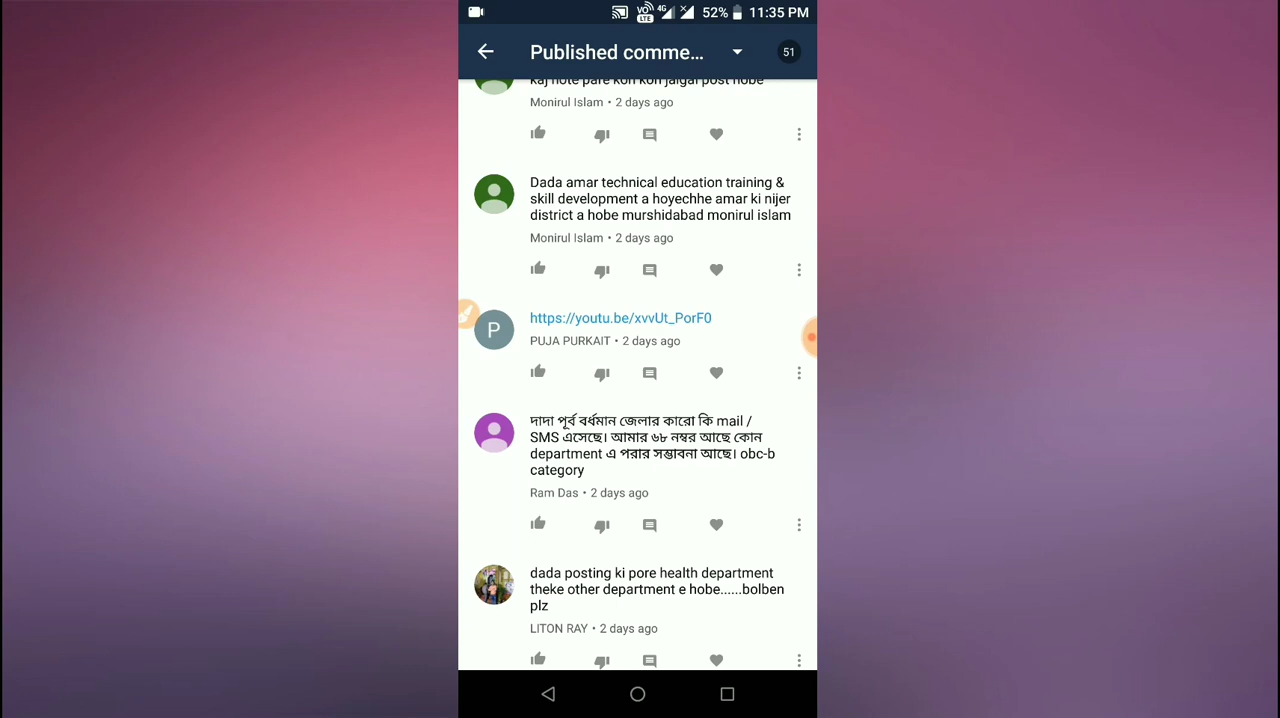 VO LTE 4G 52% 11:35 PM
Published comme... 51
kaj hote pare kon kon jaigai post hobe
Monirul Islam • 2 days ago
Dada amar technical education training &
skill development a hoyechhe amar ki nijer
district a hobe murshidabad monirul islam
Monirul Islam • 2 days ago
https://youtu.be/xvvUt_PorF0
P
PUJA PURKAIT • 2 days ago
দাদা পূর্ব বর্ধমান জেলার কারো কি mail /
SMS এসেছে। আমার ৬৮ নম্বর আছে কোন
department এ পরার সম্ভাবনা আছে। obc-b
category
Ram Das • 2 days ago
dada posting ki pore health department
theke other department e hobe......bolben
plz
LITON RAY • 2 days ago